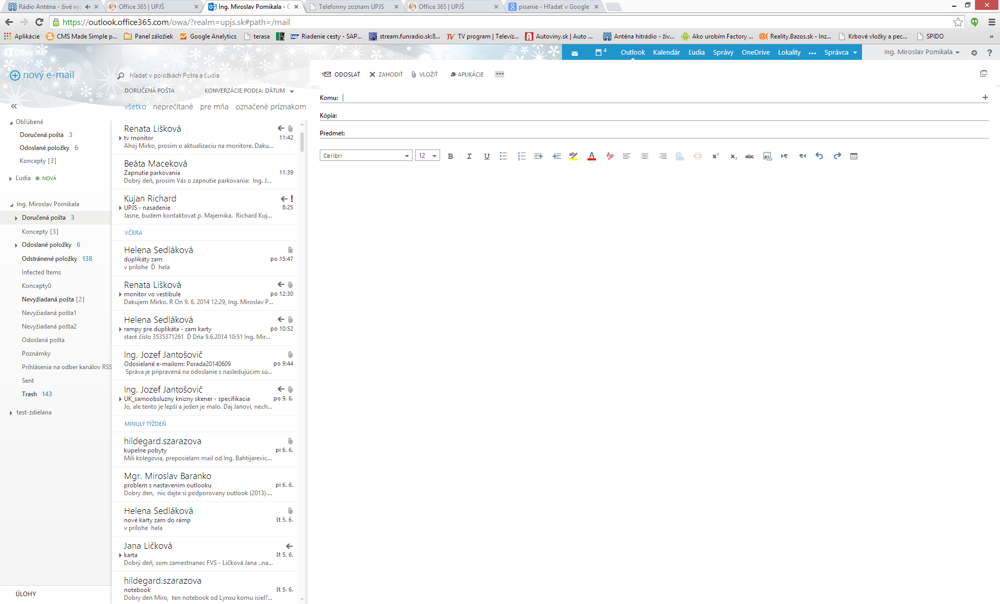 Rádio Anténa - živé vys
Office 365 | UPJŠ
Ing. Miroslav Pomikala - O
Telefonny zoznam UPJS
Office 365 | UPJŠ
pisanie - Hľadať v Google
https://outlook.office365.com/owa/?realm=upjs.sk#path=/mail
Aplikácie
CMS Made Simple p...
Panel záložiek
Google Analytics
terasa
Riadenie cesty - SAP...
stream.funradio.sk:8...
TV program | Televíz...
Autoviny.sk | Auto ...
Anténa hitrádio - živ...
Ako urobím Factory ...
Reality.Bazos.sk - Inz...
Krbové vložky a pec...
SPIDO
»
Office 365
4
Outlook
Kalendár
Ľudia
Správy
OneDrive
Lokality
•••
Správca
Ing. Miroslav Pomikala
?
nový e-mail
«
Obľúbené
Doručená pošta 3
Odoslané položky 6
Koncepty [3]
Ľudia NOVÁ
Ing. Miroslav Pomikala
Doručená pošta 3
Koncepty [3]
Odoslané položky 6
Odstránené položky 138
Infected Items
Koncepty0
Nevyžiadaná pošta [2]
Nevyžiadaná pošta1
Nevyžiadaná pošta2
Odoslaná pošta
Poznámky
Prihlásenia na odber kanálov RSS
Sent
Trash 143
test-zdielana
ÚLOHY
hľadať v položkách Pošta a Ľudia
DORUČENÁ POŠTA
KONVERZÁCIE PODĽA: DÁTUM
všetko neprečítané pre mňa označené príznakom
Renata Lišková
tv monitor 11:42
Ahoj Mirko, prosim o aktualizaciu na monitore. Daku...
Beáta Maceková
Zapnutie parkovania 11:39
Dobrý deň, prosím Vás o zapnutie parkovania: Ing. J...
Kujan Richard !
UPJS - nasadenie 8:25
Jasne, budem kontaktovat p. Majernika. Richard Kuj...
VČERA
Helena Sedláková
duplikáty zam po 15:47
v prílohe Ď hela
Renata Lišková
monitor vo vestibule po 12:30
Dakujem Mirko. R On 9. 6. 2014 12:29, Ing. Miroslav P...
Helena Sedláková
rampy pre duplikáta - zam karty po 10:52
staré číslo 3535371261 Ď Dňa 9.6.2014 10:51 Ing. Mir...
Ing. Jozef Jantošovič
Odosielané e-mailom: Porada20140609 po 9:44
Správa je pripravená na odoslanie s nasledujúcim sú...
Ing. Jozef Jantošovič
UK_samoobsluzny knizny skener - specifikacia po 9. 6.
Jo, ale tento je lepší a jeden je malo. Daj Janovi, nech...
MINULÝ TÝŽDEŇ
hildegard.szarazova
kupelne pobyty pi 6. 6.
Mili kolegovia, preposielam mail od Ing. Bahtijarevic...
Mgr. Miroslav Baranko
problem s nastavenim outlooku pi 6. 6.
Dobry den, nic dajte si podporovany outlook (2013)....
Helena Sedláková
nové karty zam do rámp št 5. 6.
v prílohe hela
Jana Ličková
karta št 5. 6.
Dobrý deň, som zamestnanec FVS - Ličková Jana ..na...
hildegard.szarazova
notebook št 5. 6.
Dobry den Miro, ten notebook od Lynxu komu isiel?...
ODOSLAŤ
ZAHODIŤ
VLOŽIŤ
APLIKÁCIE
•••
Komu:
Kópia:
Predmet:
Calibri
12
B I U